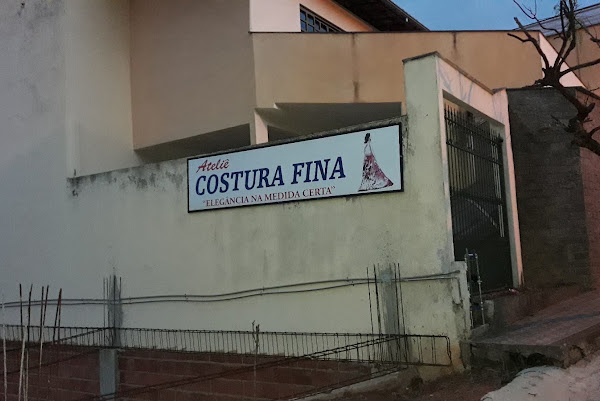 Ateliê
COSTURA FINA
"ELEGÂNCIA NA MEDIDA CERTA"